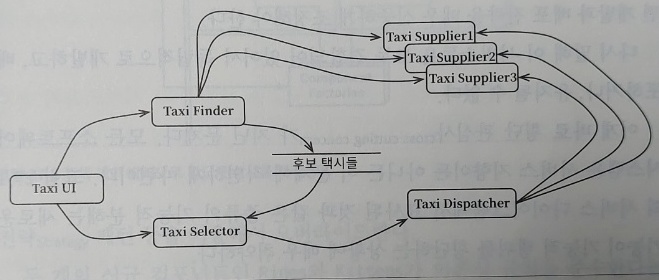 Taxi Supplier1
Taxi Supplier2
Taxi Supplier3
Taxi Finder
후보 택시들
Taxi UI
Taxi Dispatcher
Taxi Selector